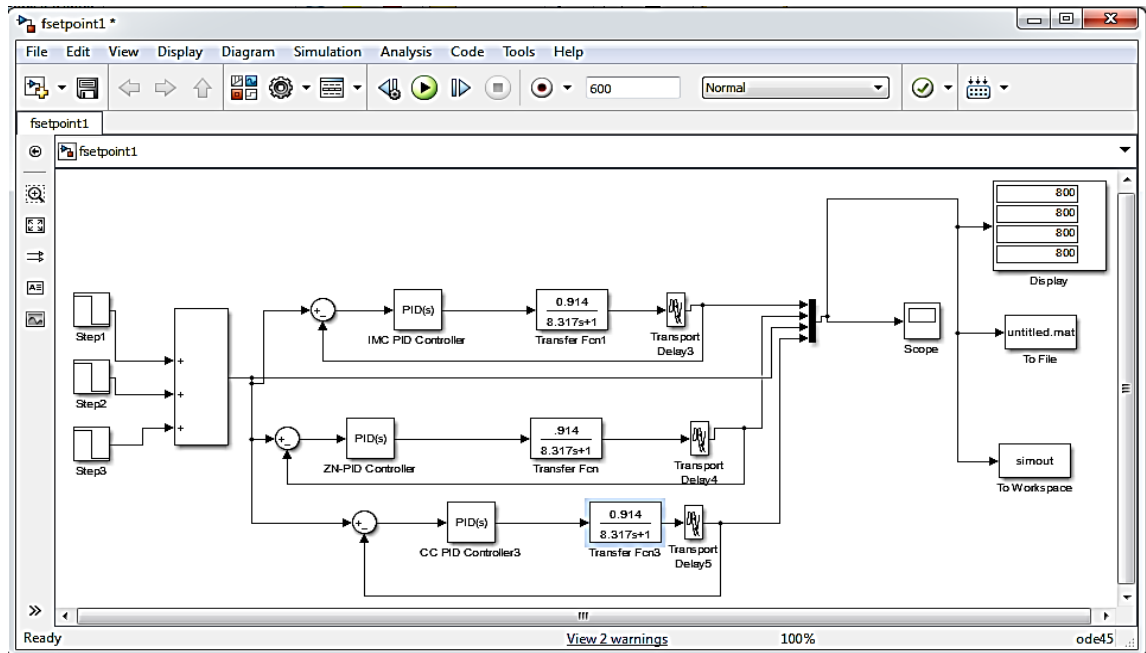 fsetpoint1 *
File Edit View Display Diagram Simulation Analysis Code Tools Help
600 Normal
fsetpoint1
fsetpoint1
800
800
800
800
Display
Step1
Step2
Step3
+
+
+
+
-
PID(s)
IMC PID Controller
0.914
8.317s+1
Transfer Fcn1
Transport
Delay3
Scope
untitled.mat
To File
+
-
PID(s)
ZN-PID Controller
.914
8.317s+1
Transfer Fcn
Transport
Delay4
simout
To Workspace
+
-
PID(s)
CC PID Controller3
0.914
8.317s+1
Transfer Fcn3
Transport
Delay5
Ready View 2 warnings 100% ode45